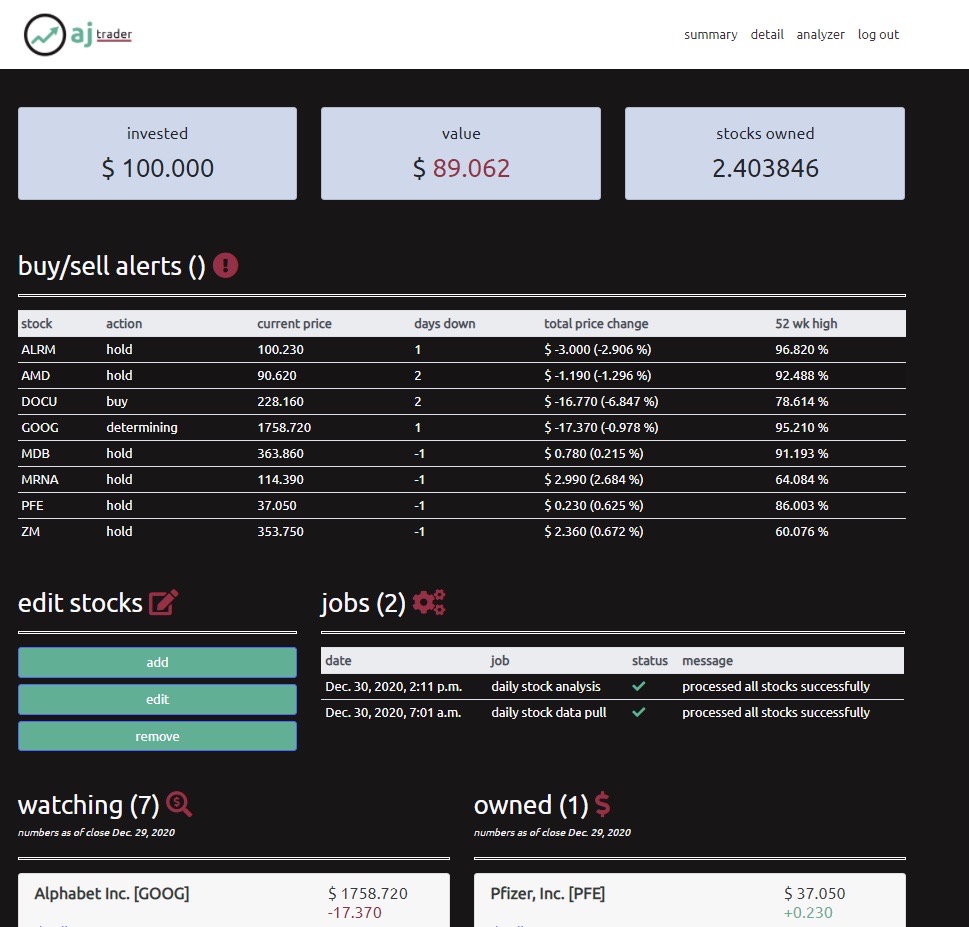 aj trader
summary detail analyzer log out
invested
$ 100.000
value
$ 89.062
stocks owned
2.403846
buy/sell alerts ()
stock action current price days down total price change 52 wk high
ALRM hold 100.230 1 $ -3.000 (-2.906 %) 96.820 %
AMD hold 90.620 2 $ -1.190 (-1.296 %) 92.488 %
DOCU buy 228.160 2 $ -16.770 (-6.847 %) 78.614 %
GOOG determining 1758.720 1 $ -17.370 (-0.978 %) 95.210 %
MDB hold 363.860 -1 $ 0.780 (0.215 %) 91.193 %
MRNA hold 114.390 -1 $ 2.990 (2.684 %) 64.084 %
PFE hold 37.050 -1 $ 0.230 (0.625 %) 86.003 %
ZM hold 353.750 -1 $ 2.360 (0.672 %) 60.076 %
edit stocks
add
edit
remove
jobs (2)
date job status message
Dec. 30, 2020, 2:11 p.m. daily stock analysis processed all stocks successfully
Dec. 30, 2020, 7:01 a.m. daily stock data pull processed all stocks successfully
watching (7)
numbers as of close Dec. 29, 2020
Alphabet Inc. [GOOG] $ 1758.720
-17.370
owned (1)
numbers as of close Dec. 29, 2020
Pfizer, Inc. [PFE] $ 37.050
+0.230